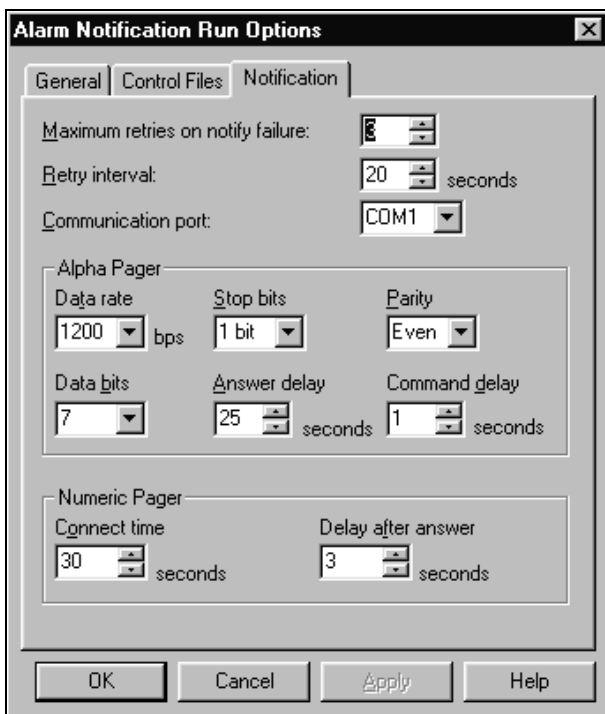 Alarm Notification Run Options
General Control Files Notification
Maximum retries on notify failure: 3
Retry interval: 20 seconds
Communication port: COM1
Alpha Pager
Data rate Stop bits Parity
1200 bps 1 bit Even
Data bits Answer delay Command delay
7 25 seconds 1 seconds
Numeric Pager
Connect time Delay after answer
30 seconds 3 seconds
OK Cancel Apply Help